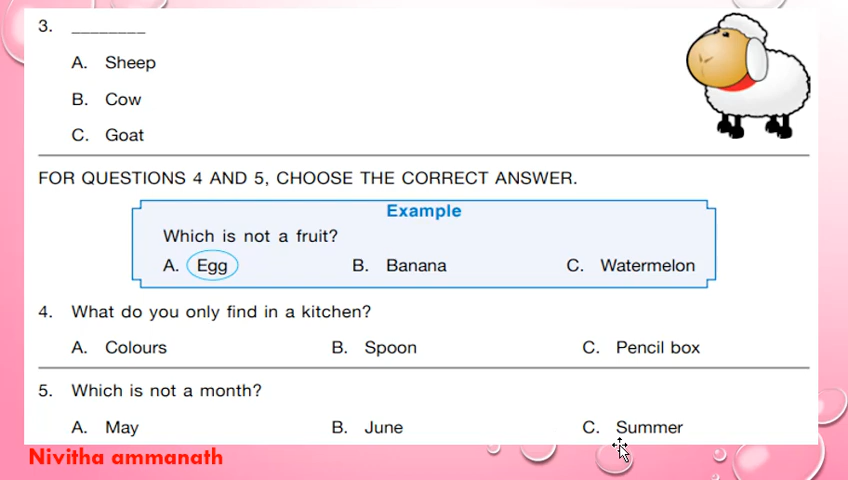 3. ________
A. Sheep
B. Cow
C. Goat
FOR QUESTIONS 4 AND 5, CHOOSE THE CORRECT ANSWER.
Example
Which is not a fruit?
A. Egg B. Banana C. Watermelon
4. What do you only find in a kitchen?
A. Colours B. Spoon C. Pencil box
5. Which is not a month?
A. May B. June C. Summer
Nivitha ammanath